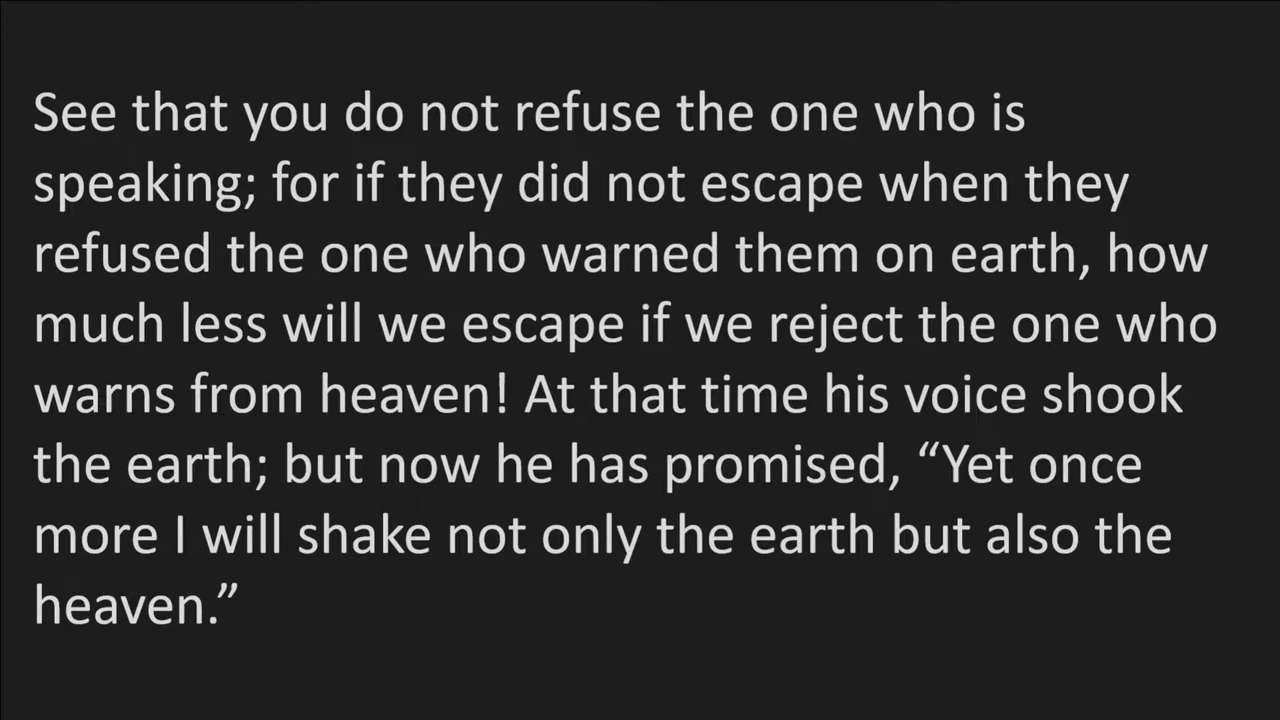 See that you do not refuse the one who is
speaking; for if they did not escape when they
refused the one who warned them on earth, how
much less will we escape if we reject the one who
warns from heaven! At that time his voice shook
the earth; but now he has promised, “Yet once
more I will shake not only the earth but also the
heaven.”